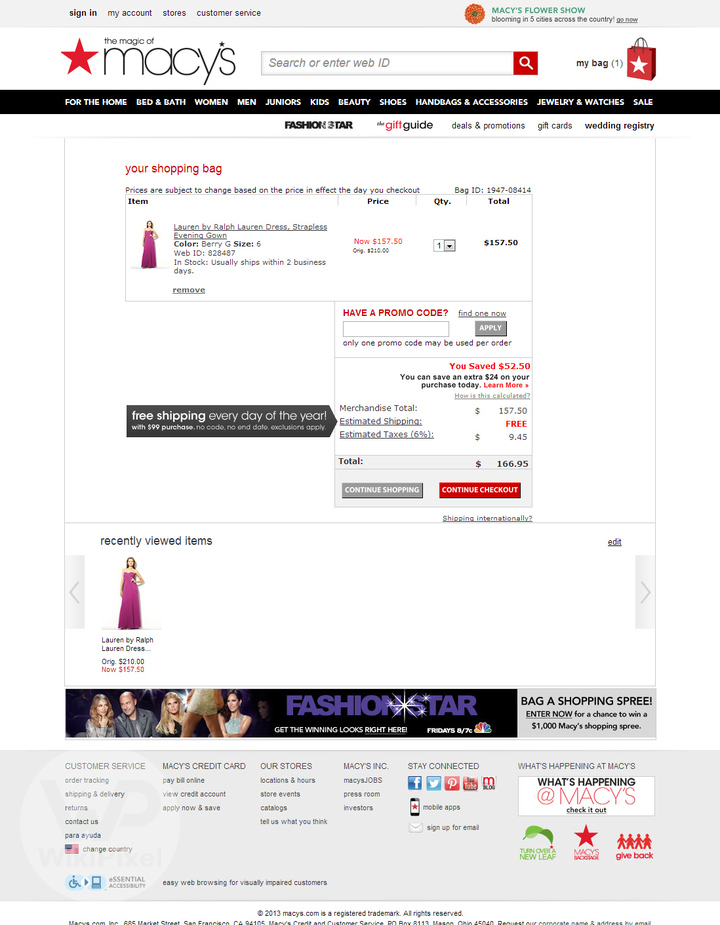 sign in my account stores customer service
MACY'S FLOWER SHOW
blooming in 5 cities across the country! go now
the magic of
macy's
Search or enter web ID
my bag (1)
FOR THE HOME BED & BATH WOMEN MEN JUNIORS KIDS BEAUTY SHOES HANDBAGS & ACCESSORIES JEWELRY & WATCHES SALE
FASHION STAR the giftguide deals & promotions gift cards wedding registry
your shopping bag
Prices are subject to change based on the price in effect the day you checkout Bag ID: 1947-08414
Item Price Qty. Total
Lauren by Ralph Lauren Dress, Strapless
Evening Gown
Color: Berry G Size: 6
Web ID: 828487
In Stock: Usually ships within 2 business
days.
Now $157.50
Orig. $210.00
1
$157.50
remove
HAVE A PROMO CODE? find one now
APPLY
only one promo code may be used per order
You Saved $52.50
You can save an extra $24 on your
purchase today. Learn More »
How is this calculated?
free shipping every day of the year!
with $99 purchase. no code, no end date. exclusions apply.
Merchandise Total: $ 157.50
Estimated Shipping: FREE
Estimated Taxes (6%): $ 9.45
Total: $ 166.95
CONTINUE SHOPPING CONTINUE CHECKOUT
Shipping internationally?
recently viewed items edit
Lauren by Ralph
Lauren Dress...
Orig. $210.00
Now $157.50
FASHION STAR
GET THE WINNING LOOKS RIGHT HERE! FRIDAYS 8/7c
BAG A SHOPPING SPREE!
ENTER NOW for a chance to win a
$1,000 Macy's shopping spree.
CUSTOMER SERVICE
order tracking
shipping & delivery
returns
contact us
para ayuda
change country
MACY'S CREDIT CARD
pay bill online
view credit account
apply now & save
OUR STORES
locations & hours
store events
catalogs
tell us what you think
MACY'S INC.
macysJOBS
press room
investors
STAY CONNECTED
You Tube
m BLOG
mobile apps
sign up for email
WHAT'S HAPPENING AT MACY'S
WHAT'S HAPPENING
@MACY'S
check it out
TURN OVER A
NEW LEAF
MACYS
BACKSTAGE
give back
WikiPixel
eSSENTIAL
ACCESSIBILITY
easy web browsing for visually impaired customers
© 2013 macys.com is a registered trademark. All rights reserved.
Macys.com, Inc., 685 Market Street, San Francisco, CA 94105. Macy's Credit and Customer Service, PO Box 8113, Mason, Ohio 45040. Request our corporate name & address by email.